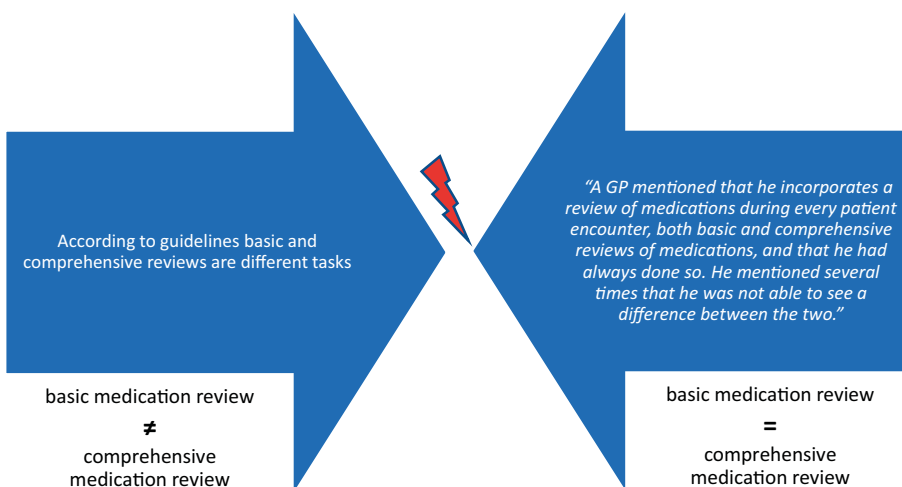 According to guidelines basic and
comprehensive reviews are different tasks
basic medication review
≠
comprehensive
medication review
“A GP mentioned that he incorporates a
review of medications during every patient
encounter, both basic and comprehensive
reviews of medications, and that he had
always done so. He mentioned several
times that he was not able to see a
difference between the two.”
basic medication review
=
comprehensive
medication review